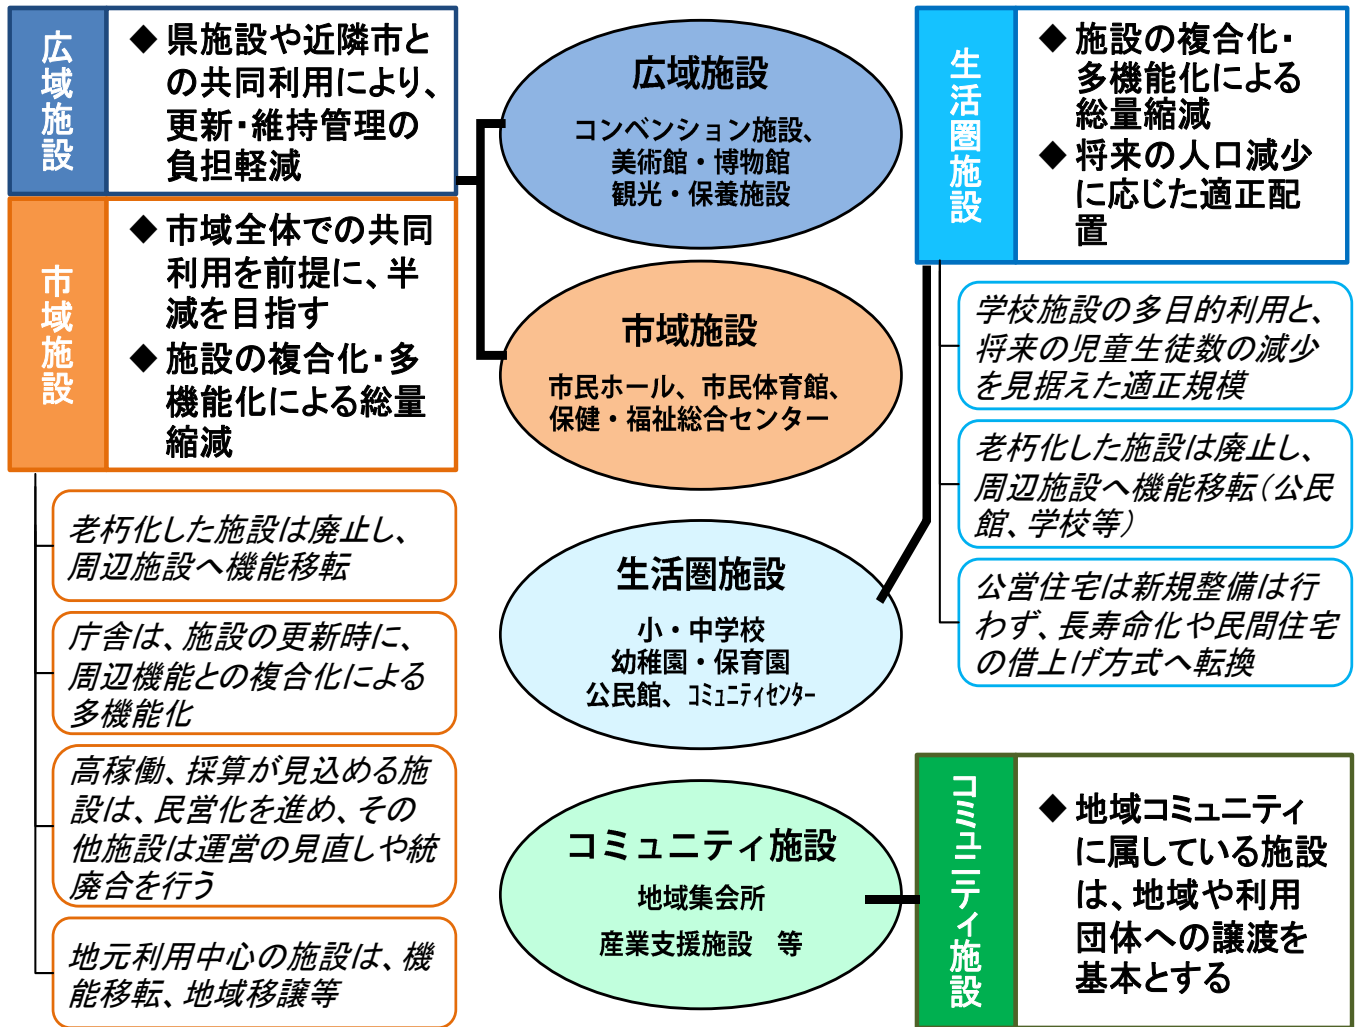 広域施設
◆ 県施設や近隣市と
の共同利用により、
更新・維持管理の
負担軽減
市域施設
◆ 市域全体での共同
利用を前提に、半
減を目指す
◆ 施設の複合化・多
機能化による総量
縮減
老朽化した施設は廃止し、
周辺施設へ機能移転
庁舎は、施設の更新時に、
周辺機能との複合化による
多機能化
高稼働、採算が見込める施
設は、民営化を進め、その
他施設は運営の見直しや統
廃合を行う
地元利用中心の施設は、機
能移転、地域移譲等
広域施設
コンベンション施設、
美術館・博物館
観光・保養施設
市域施設
市民ホール、市民体育館、
保健・福祉総合センター
生活圏施設
小・中学校
幼稚園・保育園
公民館、コミュニティセンター
コミュニティ施設
地域集会所
産業支援施設　等
生活圏施設
◆ 施設の複合化・
多機能化による
総量縮減
◆ 将来の人口減少
に応じた適正配
置
学校施設の多目的利用と、
将来の児童生徒数の減少
を見据えた適正規模
老朽化した施設は廃止し、
周辺施設へ機能移転（公民
館、学校等）
公営住宅は新規整備は行
わず、長寿命化や民間住宅
の借上げ方式へ転換
コミュニティ施設
◆ 地域コミュニティ
に属している施設
は、地域や利用
団体への譲渡を
基本とする